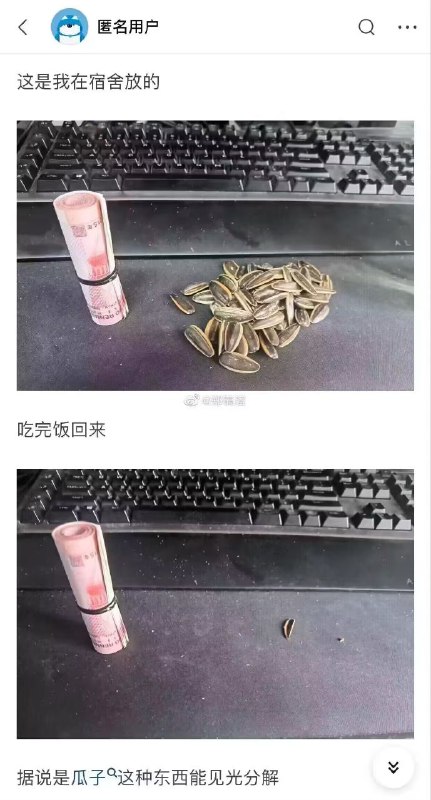 匿名用户
这是我在宿舍放的
吃完饭回来
据说是瓜子这种东西能见光分解